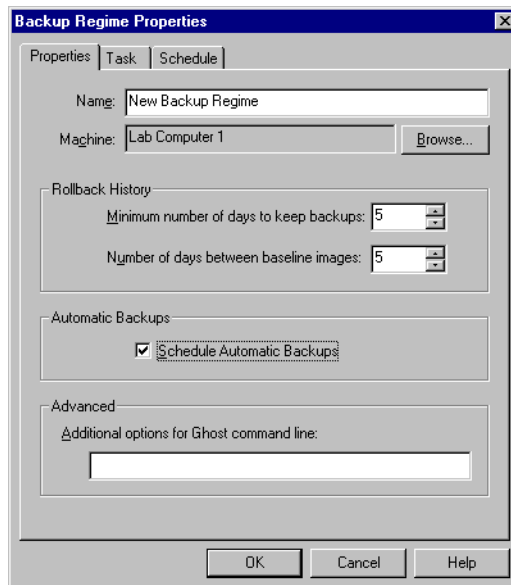 Backup Regime Properties
Properties Task Schedule
Name: New Backup Regime
Machine: Lab Computer 1 Browse...
Rollback History
Minimum number of days to keep backups: 5
Number of days between baseline images: 5
Automatic Backups
Schedule Automatic Backups
Advanced
Additional options for Ghost command line:
OK Cancel Help